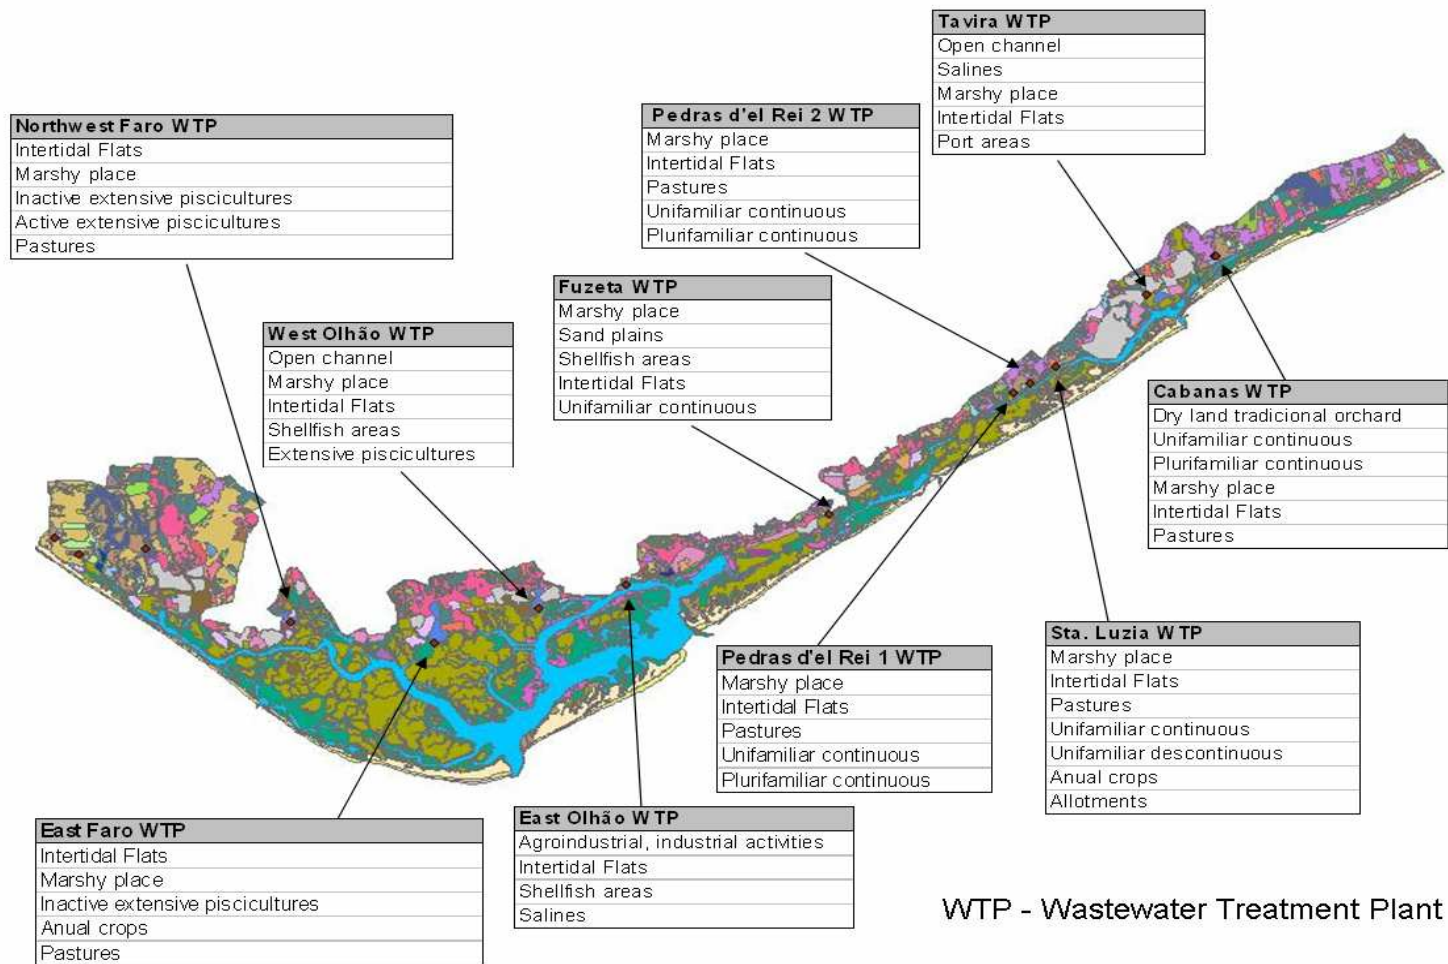 Tavira WTP
Open channel
Salines
Marshy place
Intertidal Flats
Port areas
Pedras d'el Rei 2 WTP
Marshy place
Intertidal Flats
Pastures
Unifamiliar continuous
Plurifamiliar continuous
Northwest Faro WTP
Intertidal Flats
Marshy place
Inactive extensive piscicultures
Active extensive piscicultures
Pastures
Fuzeta WTP
Marshy place
Sand plains
Shellfish areas
Intertidal Flats
Unifamiliar continuous
West Olhão WTP
Open channel
Marshy place
Intertidal Flats
Shellfish areas
Extensive piscicultures
Cabanas WTP
Dry land tradicional orchard
Unifamiliar continuous
Plurifamiliar continuous
Marshy place
Intertidal Flats
Pastures
Sta. Luzia WTP
Marshy place
Intertidal Flats
Pastures
Unifamiliar continuous
Unifamiliar descontinuous
Anual crops
Allotments
Pedras d'el Rei 1 WTP
Marshy place
Intertidal Flats
Pastures
Unifamiliar continuous
Plurifamiliar continuous
East Olhão WTP
Agroindustrial, industrial activities
Intertidal Flats
Shellfish areas
Salines
East Faro WTP
Intertidal Flats
Marshy place
Inactive extensive piscicultures
Anual crops
Pastures
WTP - Wastewater Treatment Plant